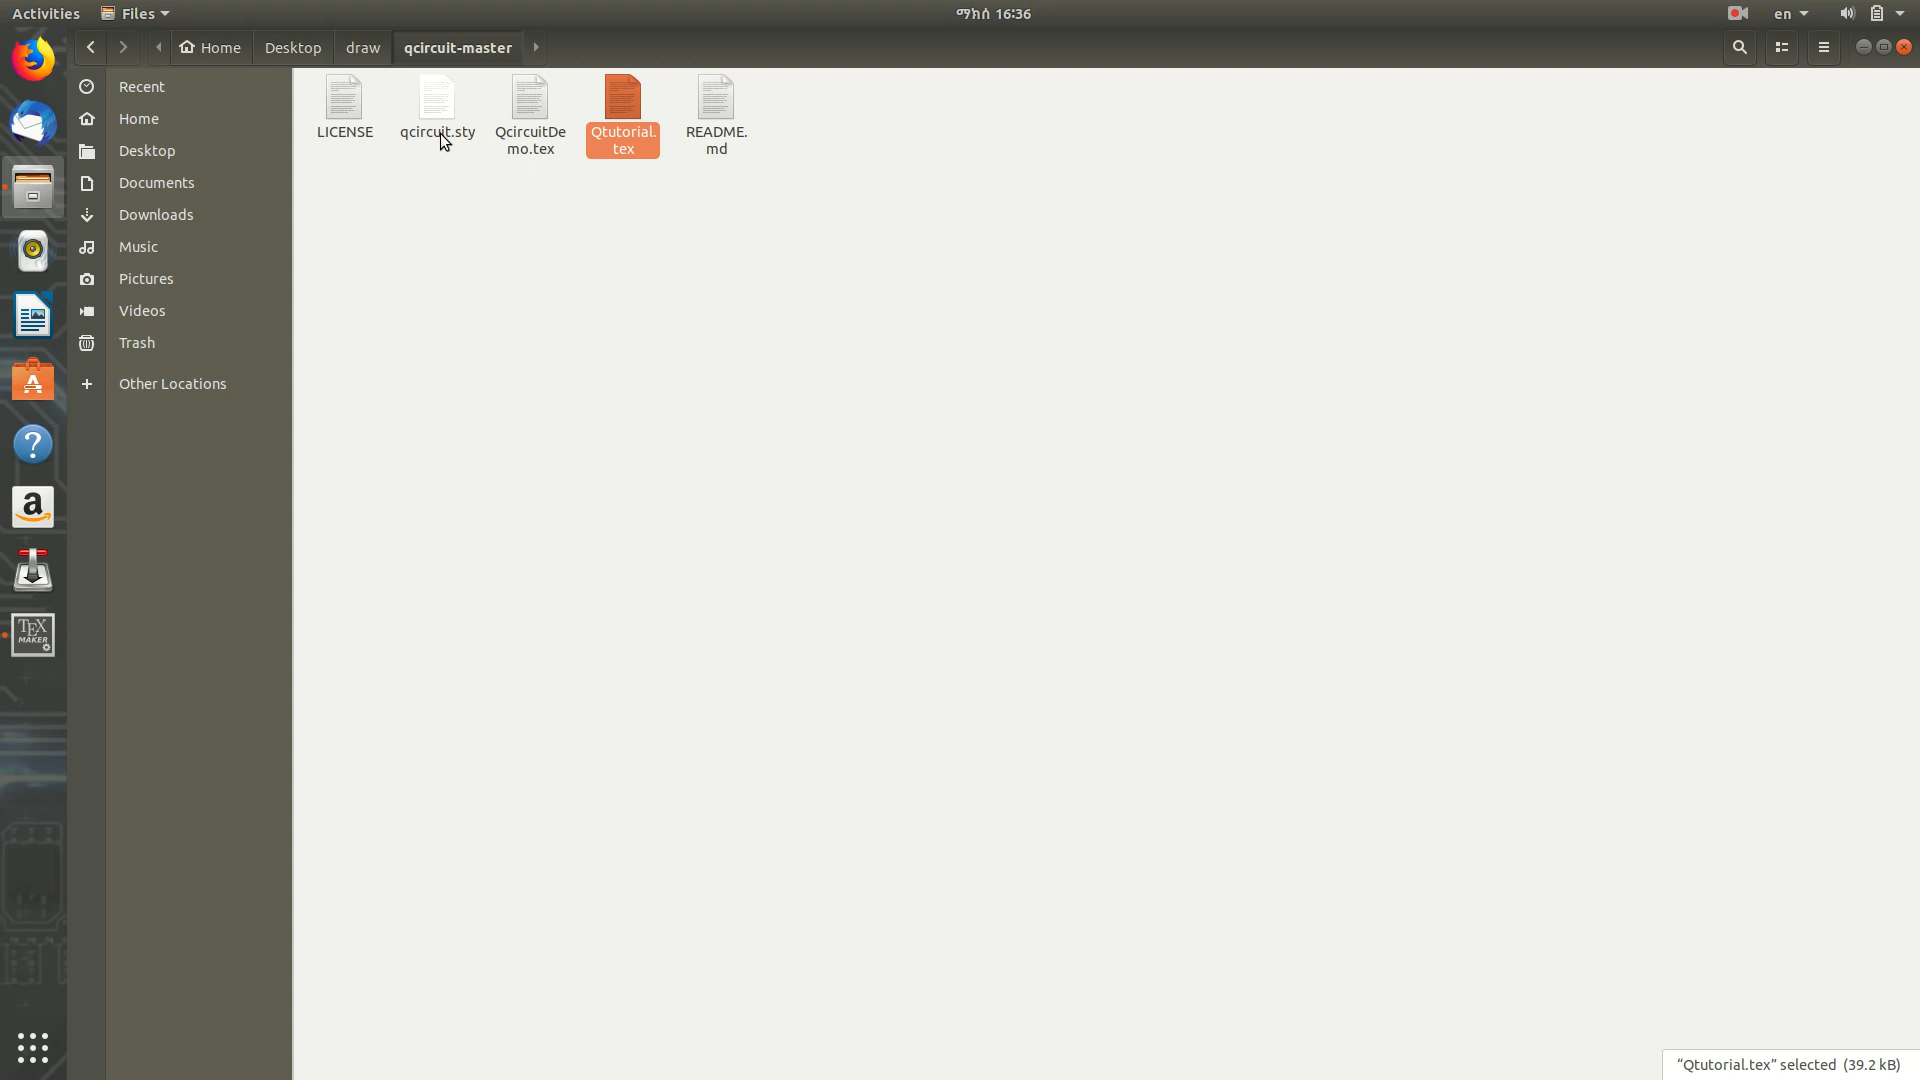 Activities Files ማክሰ 16:36 en
Home Desktop draw qcircuit-master
Recent
Home
Desktop
Documents
Downloads
Music
Pictures
Videos
Trash
Other Locations
LICENSE
qcircuit.sty
QcircuitDe
mo.tex
Qtutorial.
tex
README.
md
TEX
MAKER
“Qtutorial.tex” selected (39.2 kB)